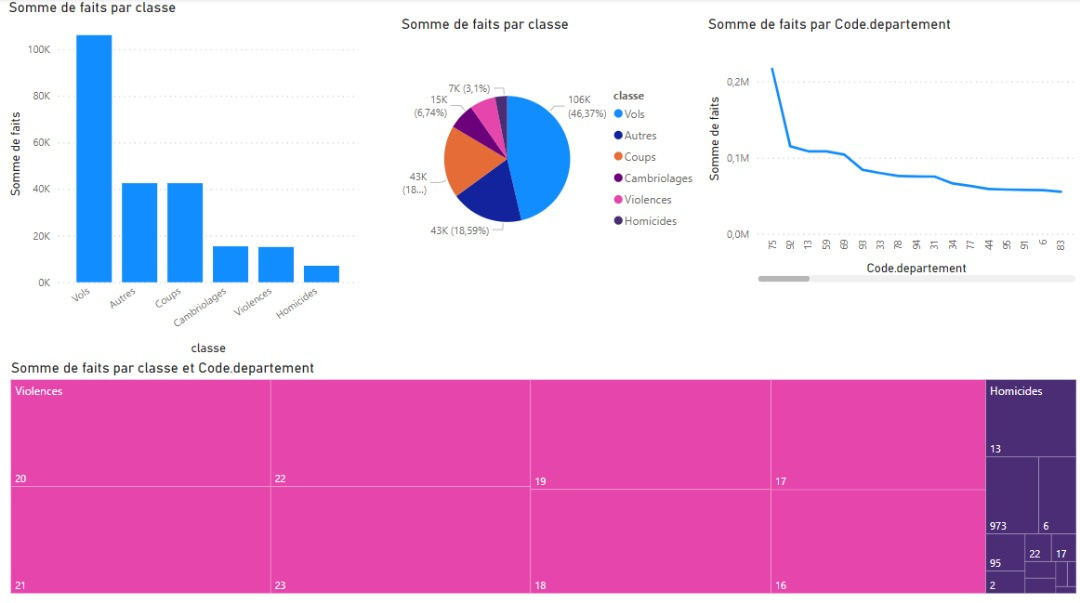 Somme de faits par classe
Somme de faits
100K
80K
60K
40K
20K
0K
Vols
Autres
Coups
Cambriolages
Violences
Homicides
classe
Somme de faits par classe
7K (3,1%)
15K
(6,74%)
43K
(18...)
43K (18,59%)
106K
(46,37%)
classe
Vols
Autres
Coups
Cambriolages
Violences
Homicides
Somme de faits par Code.departement
Somme de faits
0,2M
0,1M
0,0M
75
92
13
59
69
93
33
78
94
31
34
77
44
95
91
6
83
Code.departement
Somme de faits par classe et Code.departement
Violences
20
22
19
17
21
23
18
16
Homicides
13
973
6
95
22
17
2